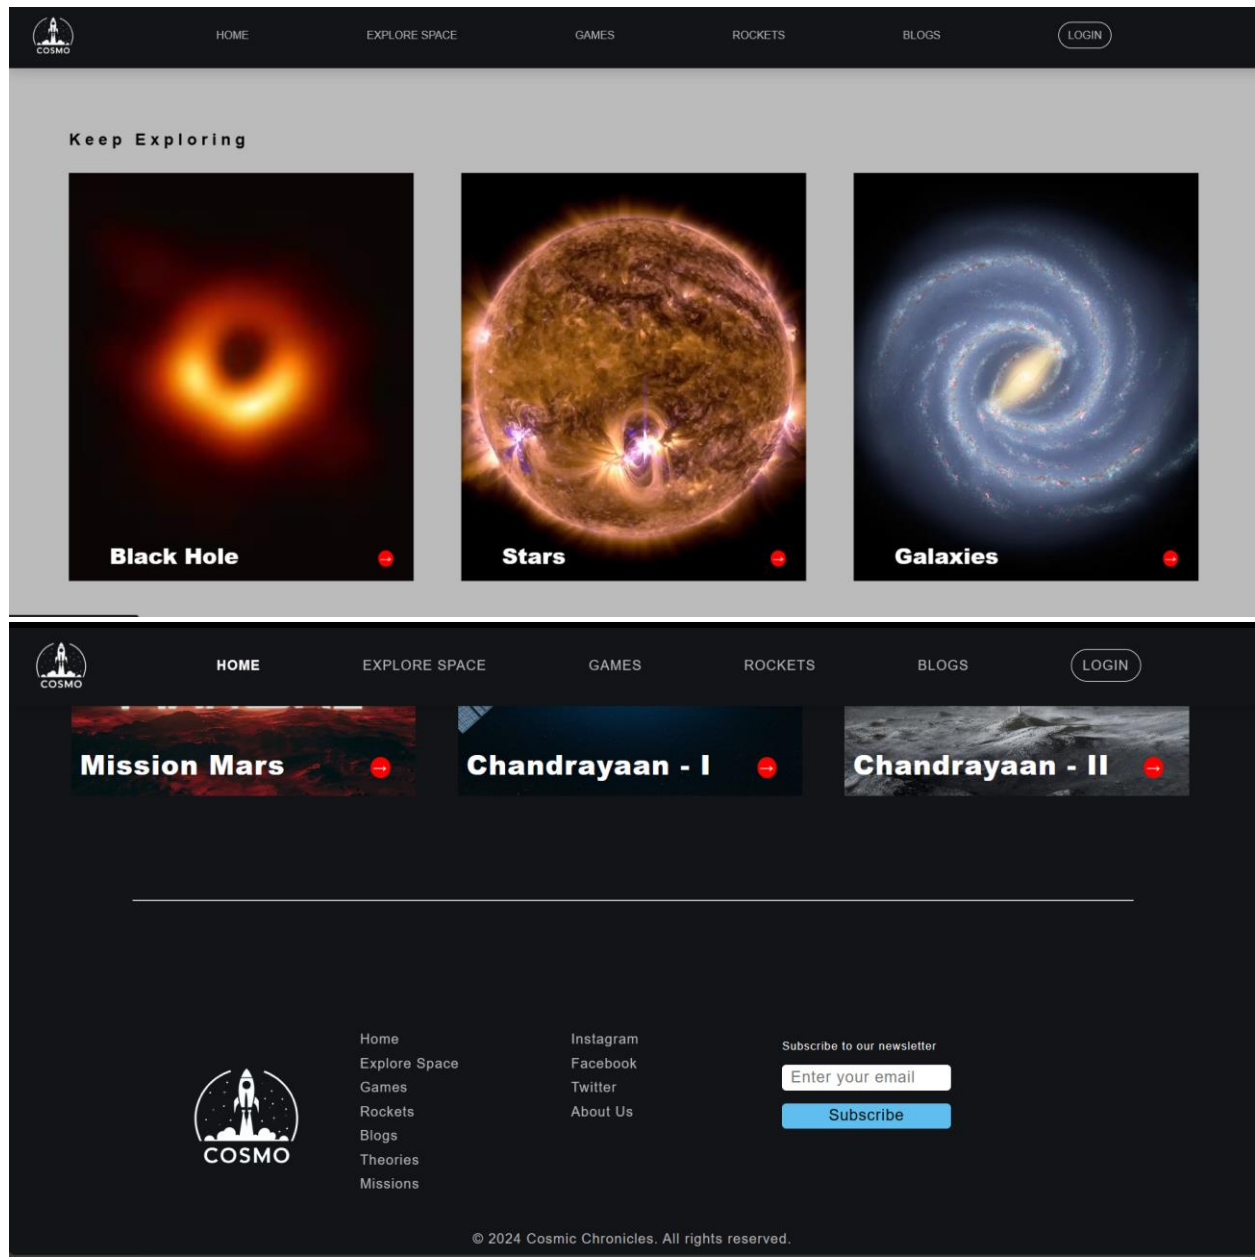 COSMO HOME EXPLORE SPACE GAMES ROCKETS BLOGS LOGIN
Keep Exploring
Black Hole → Stars → Galaxies →
COSMO HOME EXPLORE SPACE GAMES ROCKETS BLOGS LOGIN
Mission Mars → Chandrayaan - I → Chandrayaan - II →
Home
Explore Space
Games
Rockets
Blogs
Theories
Missions
Instagram
Facebook
Twitter
About Us
Subscribe to our newsletter
Enter your email
Subscribe
COSMO
© 2024 Cosmic Chronicles. All rights reserved.